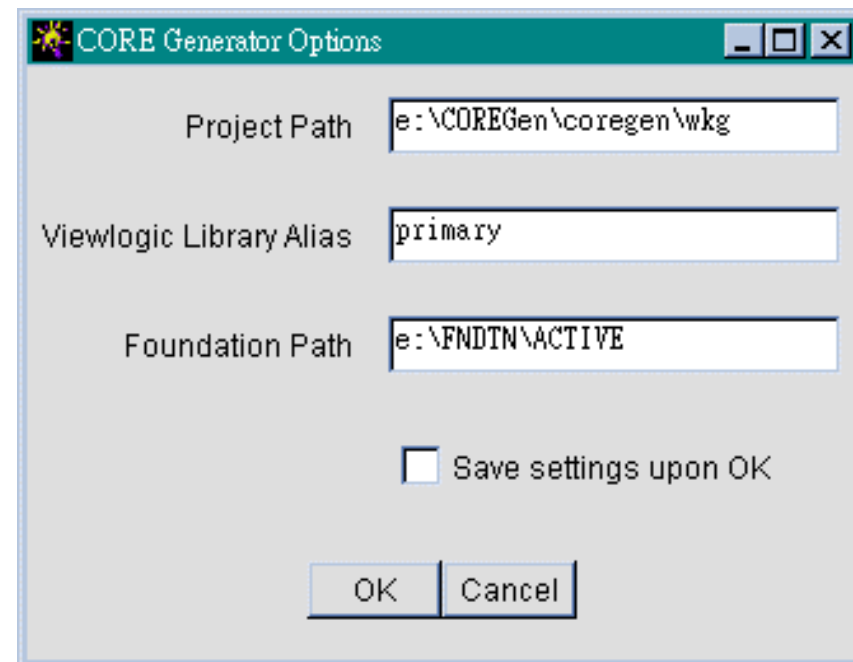 CORE Generator Options
Project Path e:\COREGen\coregen\wkg
Viewlogic Library Alias primary
Foundation Path e:\FNDTN\ACTIVE
Save settings upon OK
OK Cancel